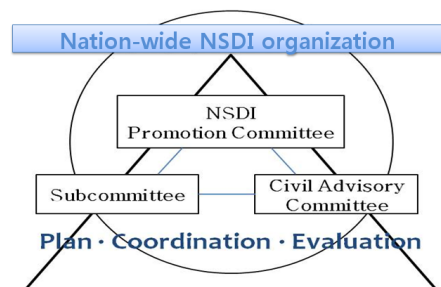 Nation-wide NSDI organization
NSDI
Promotion Committee
Subcommittee
Civil Advisory
Committee
Plan · Coordination · Evaluation